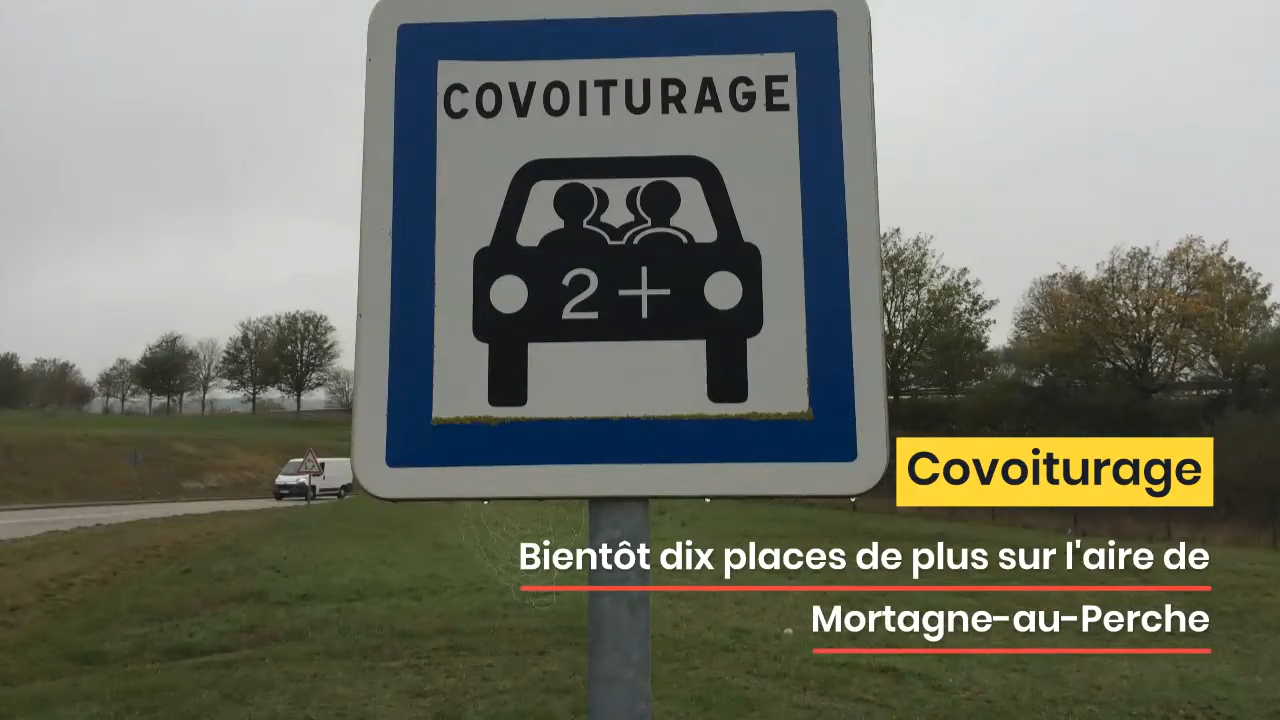 COVOITURAGE
2+
Covoiturage
Bientôt dix places de plus sur l'aire de
Mortagne-au-Perche